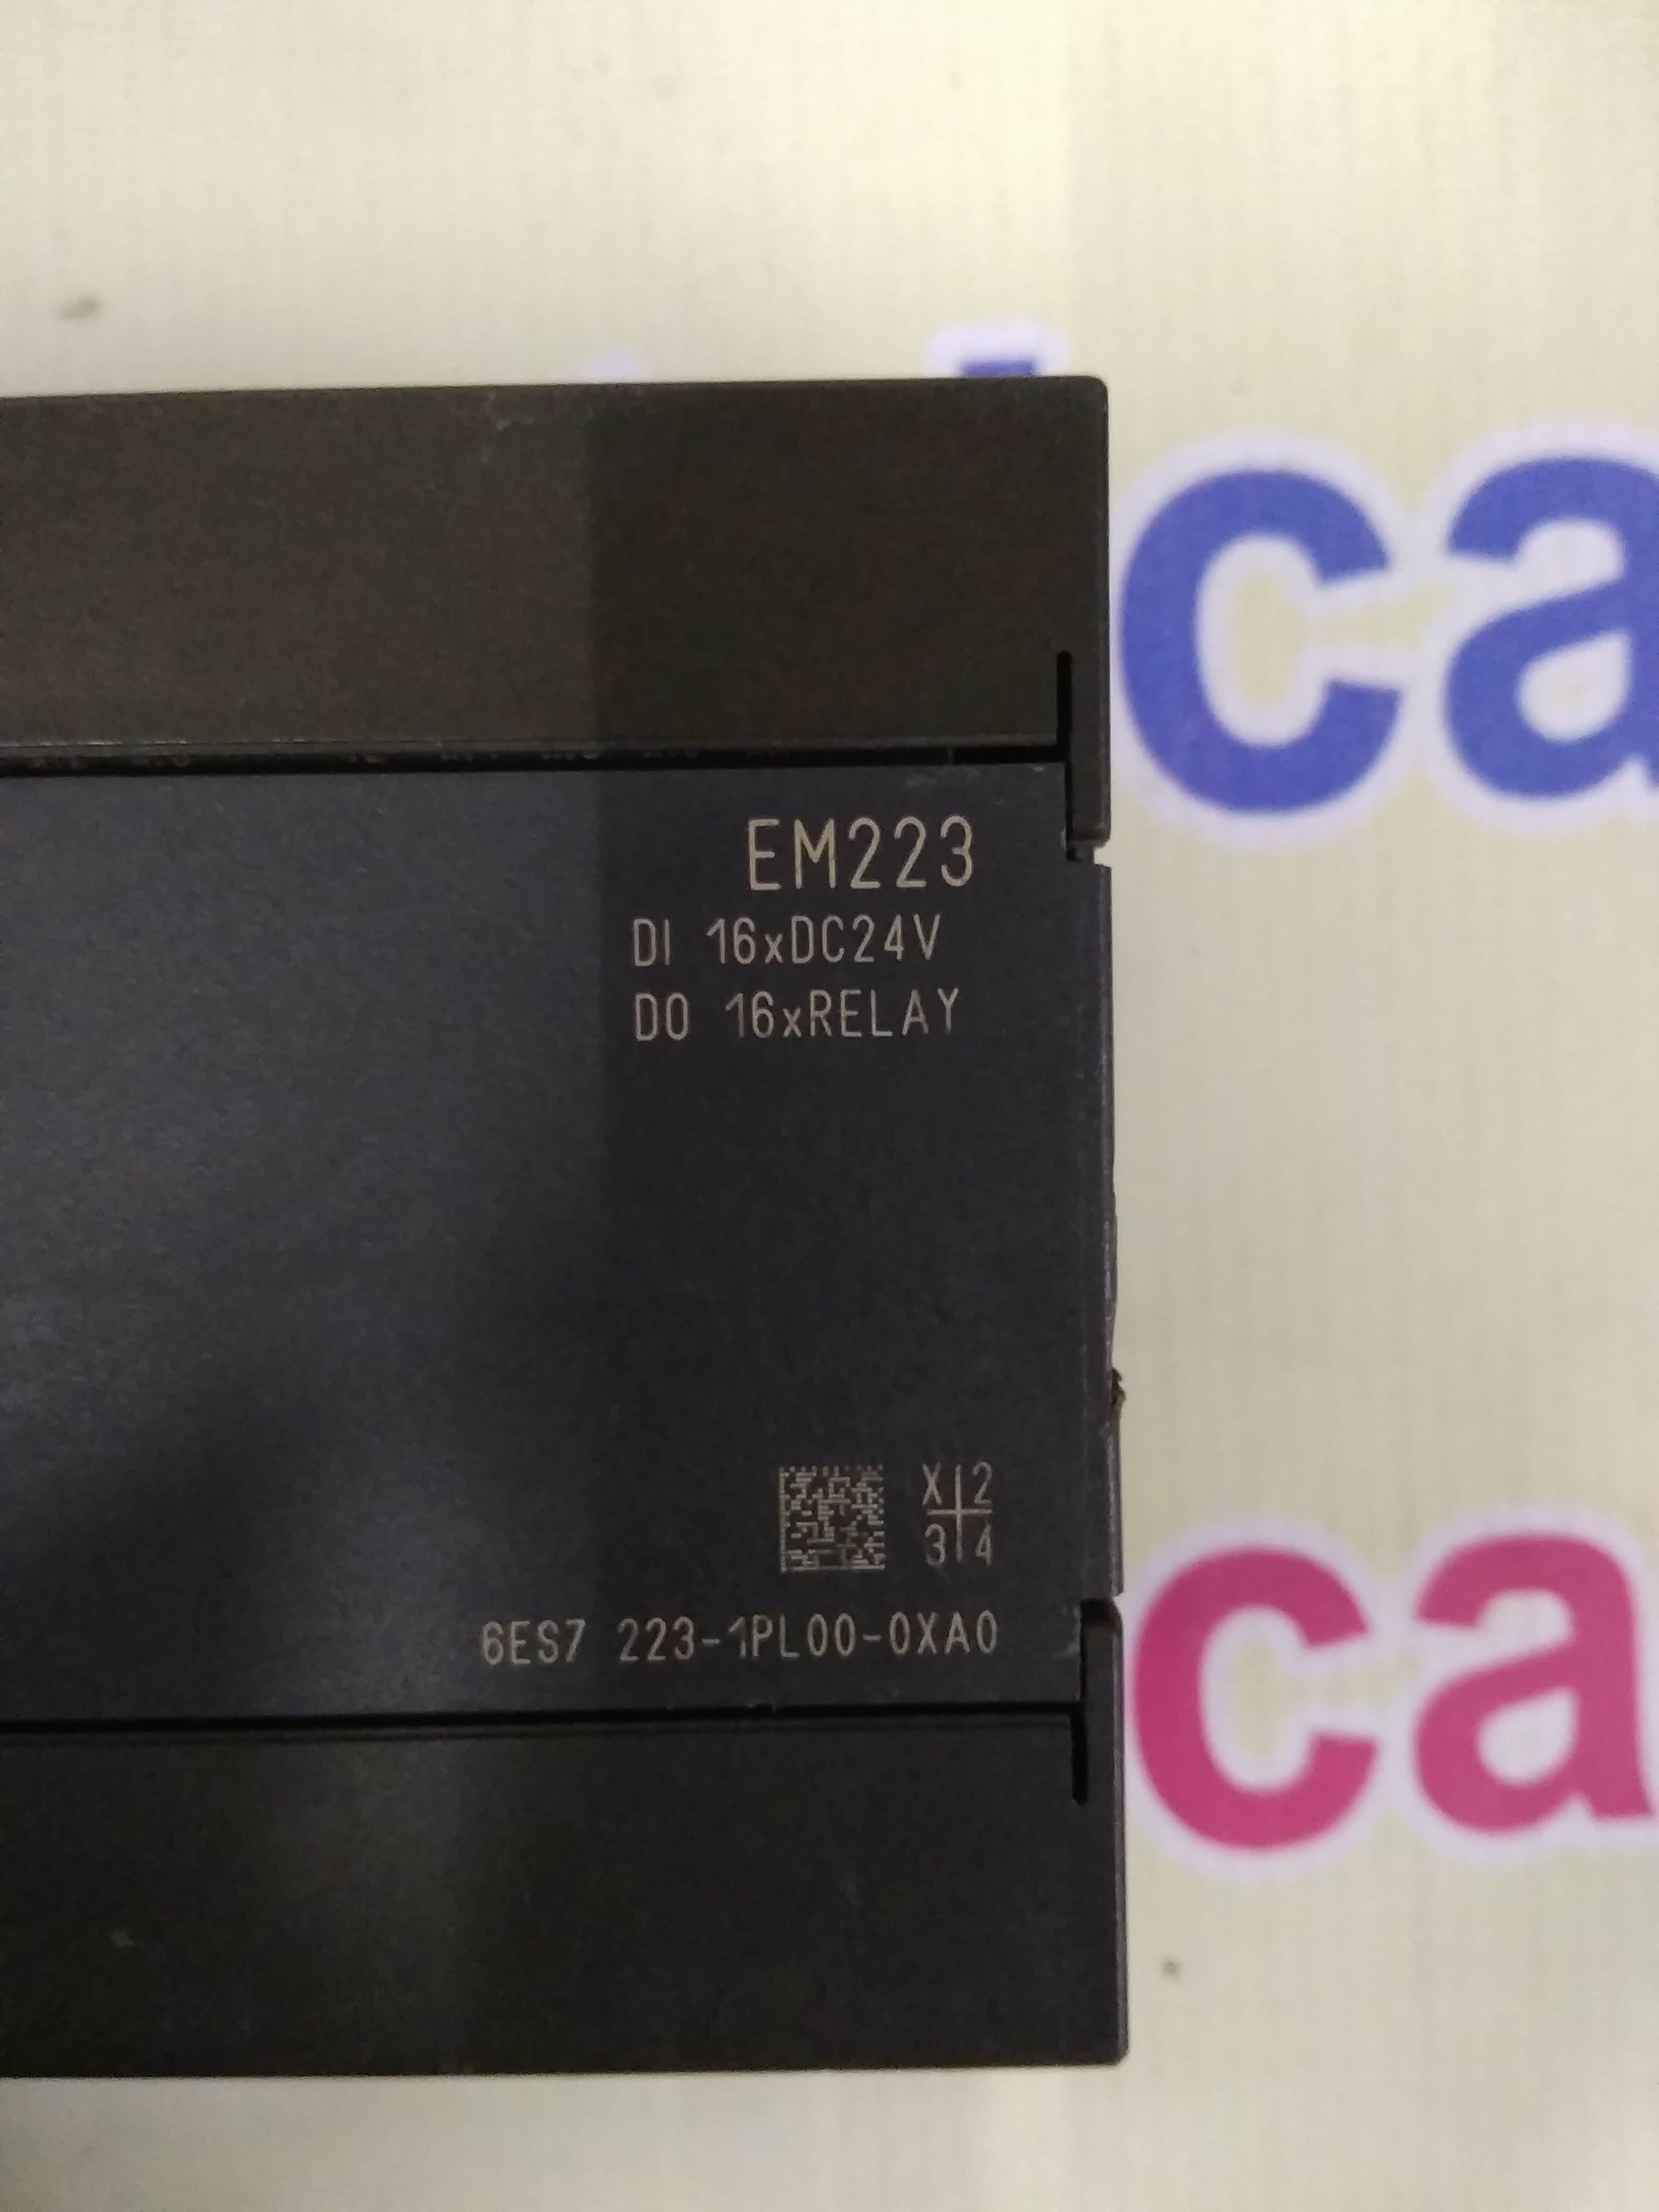 ca
EM223
DI 16xDC24V
DO 16xRELAY
X 2
3 4
6ES7 223-1PL00-0XA0
ca